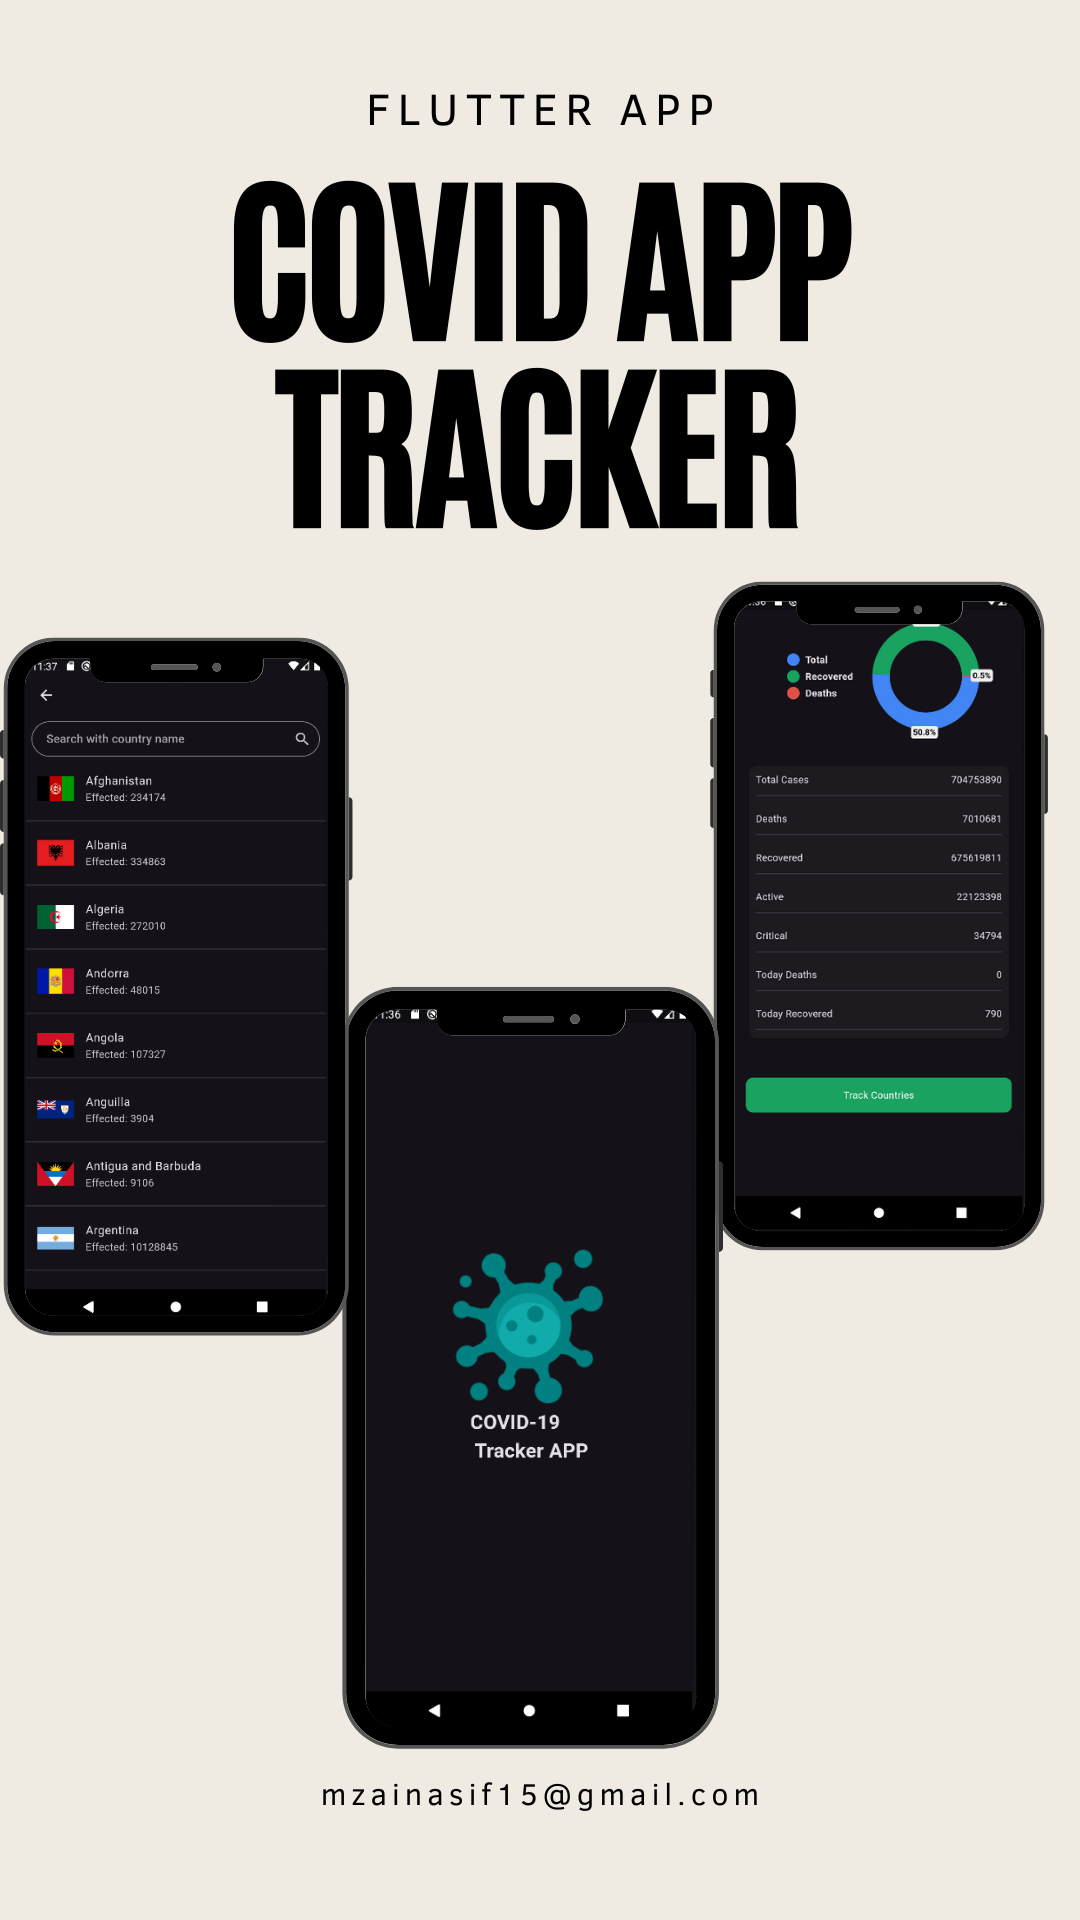 FLUTTER APP
COVID APP
TRACKER
11:37
Search with country name
Afghanistan
Effected: 234174
Albania
Effected: 334863
Algeria
Effected: 272010
Andorra
Effected: 48015
Angola
Effected: 107327
Anguilla
Effected: 3904
Antigua and Barbuda
Effected: 9106
Argentina
Effected: 10128845
:36
COVID-19
Tracker APP
:36
Total
Recovered
Deaths
0.5%
50.8%
Total Cases 704753890
Deaths 7010681
Recovered 675619811
Active 22123398
Critical 34794
Today Deaths 0
Today Recovered 790
Track Countries
mzainasif15@gmail.com